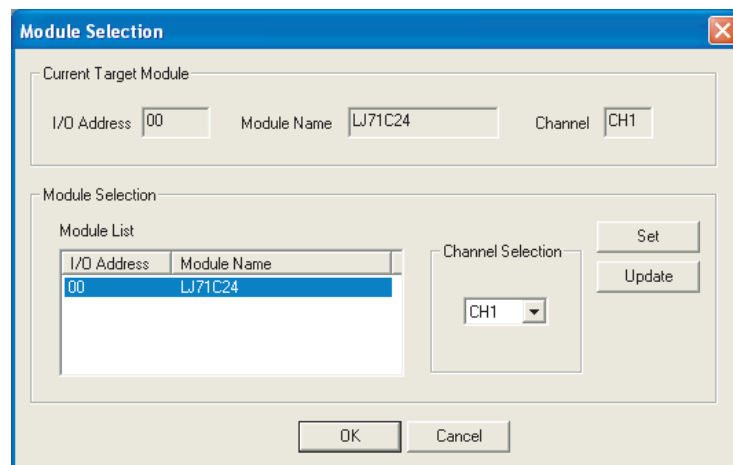 Module Selection
Current Target Module
I/O Address 00 Module Name LJ71C24 Channel CH1
Module Selection
Module List
I/O Address Module Name
00 LJ71C24
Channel Selection
CH1
Set
Update
OK Cancel